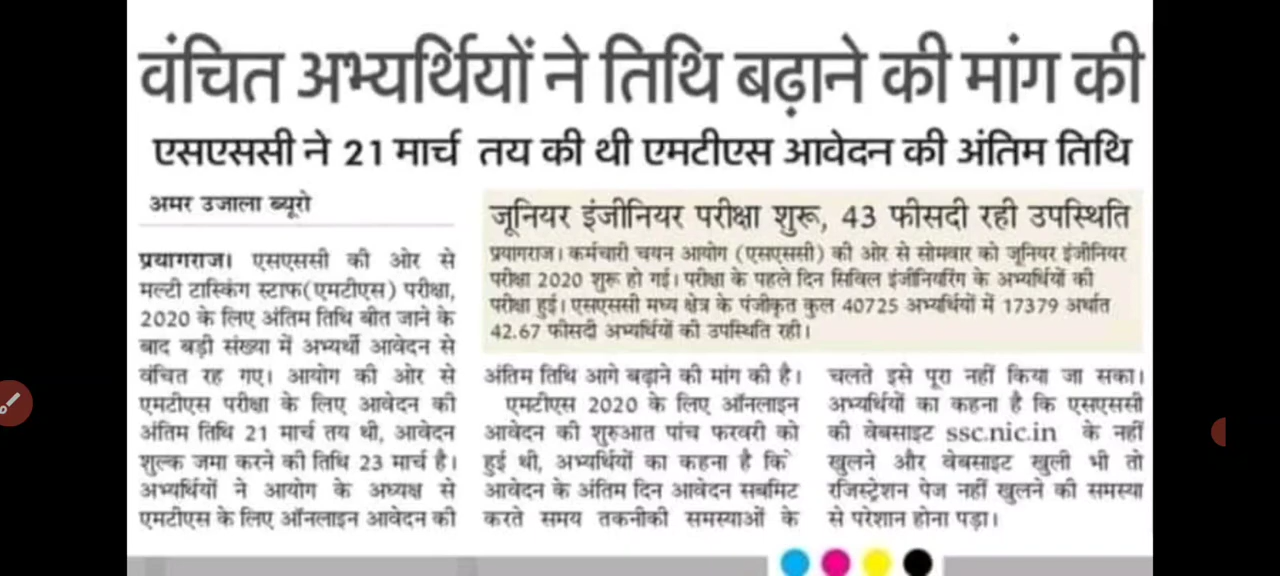 वंचित अभ्यर्थियों ने तिथि बढ़ाने की मांग की
एसएससी ने 21 मार्च तय की थी एमटीएस आवेदन की अंतिम तिथि
अमर उजाला ब्यूरो
प्रयागराज। एसएससी की ओर से
मल्टी टास्किंग स्टाफ(एमटीएस) परीक्षा,
2020 के लिए अंतिम तिथि बीत जाने के
बाद बड़ी संख्या में अभ्यर्थी आवेदन से
वंचित रह गए। आयोग की ओर से
एमटीएस परीक्षा के लिए आवेदन की
अंतिम तिथि 21 मार्च तय थी, आवेदन
शुल्क जमा करने की तिथि 23 मार्च है।
अभ्यर्थियों ने आयोग के अध्यक्ष से
एमटीएस के लिए ऑनलाइन आवेदन की
अंतिम तिथि आगे बढ़ाने की मांग की है।
एमटीएस 2020 के लिए ऑनलाइन
आवेदन की शुरुआत पांच फरवरी को
हुई थी, अभ्यर्थियों का कहना है कि
आवेदन के अंतिम दिन आवेदन सबमिट
करते समय तकनीकी समस्याओं के
चलते इसे पूरा नहीं किया जा सका।
अभ्यर्थियों का कहना है कि एसएससी
की वेबसाइट ssc.nic.in के नहीं
खुलने और वेबसाइट खुली भी तो
रजिस्ट्रेशन पेज नहीं खुलने की समस्या
से परेशान होना पड़ा।
जूनियर इंजीनियर परीक्षा शुरू, 43 फीसदी रही उपस्थिति
प्रयागराज। कर्मचारी चयन आयोग (एसएससी) की ओर से सोमवार को जूनियर इंजीनियर
परीक्षा 2020 शुरू हो गई। परीक्षा के पहले दिन सिविल इंजीनियरिंग के अभ्यर्थियों की
परीक्षा हुई। एसएससी मध्य क्षेत्र के पंजीकृत कुल 40725 अभ्यर्थियों में 17379 अर्थात
42.67 फीसदी अभ्यर्थियों की उपस्थिति रही।